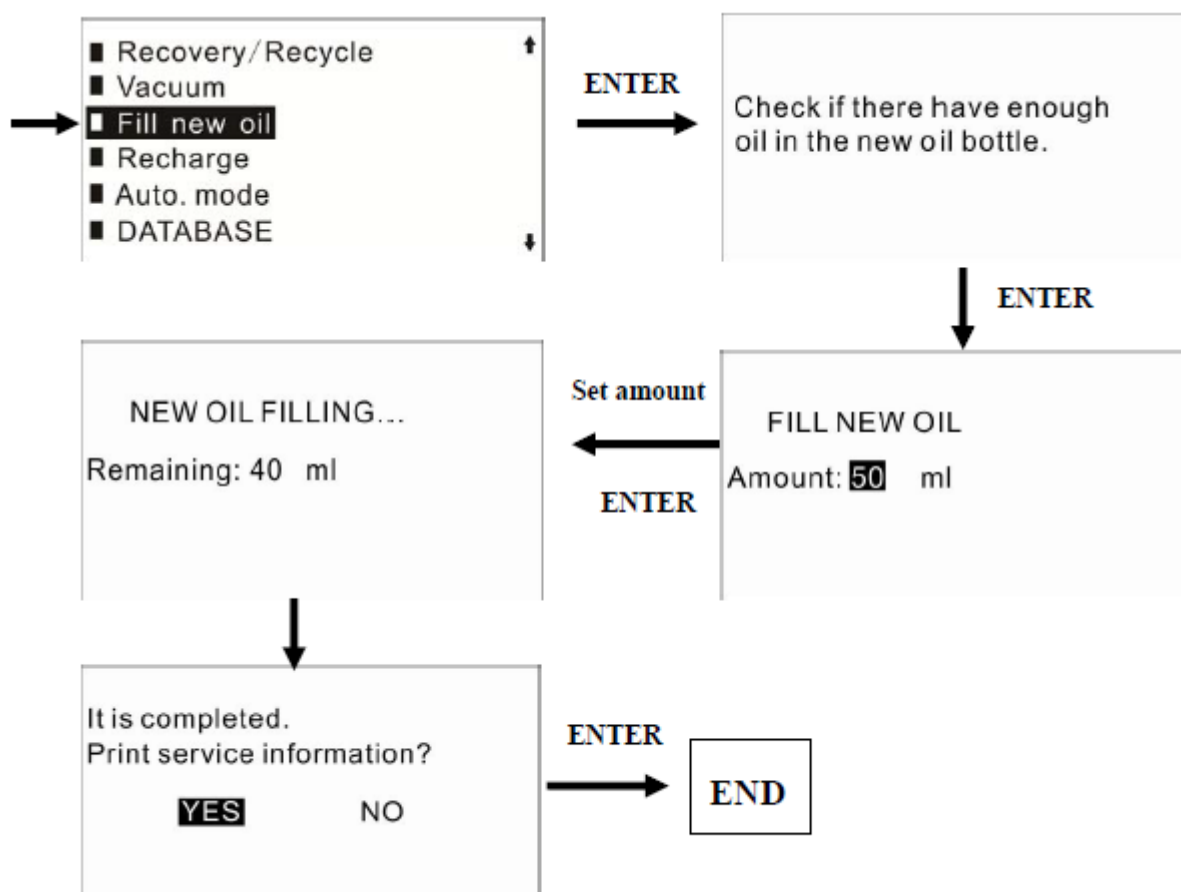 Recovery/Recycle
Vacuum
Fill new oil
Recharge
Auto. mode
DATABASE
ENTER
Check if there have enough
oil in the new oil bottle.
ENTER
FILL NEW OIL
Amount: 50 ml
Set amount
ENTER
NEW OIL FILLING...
Remaining: 40 ml
It is completed.
Print service information?
YES NO
ENTER
END